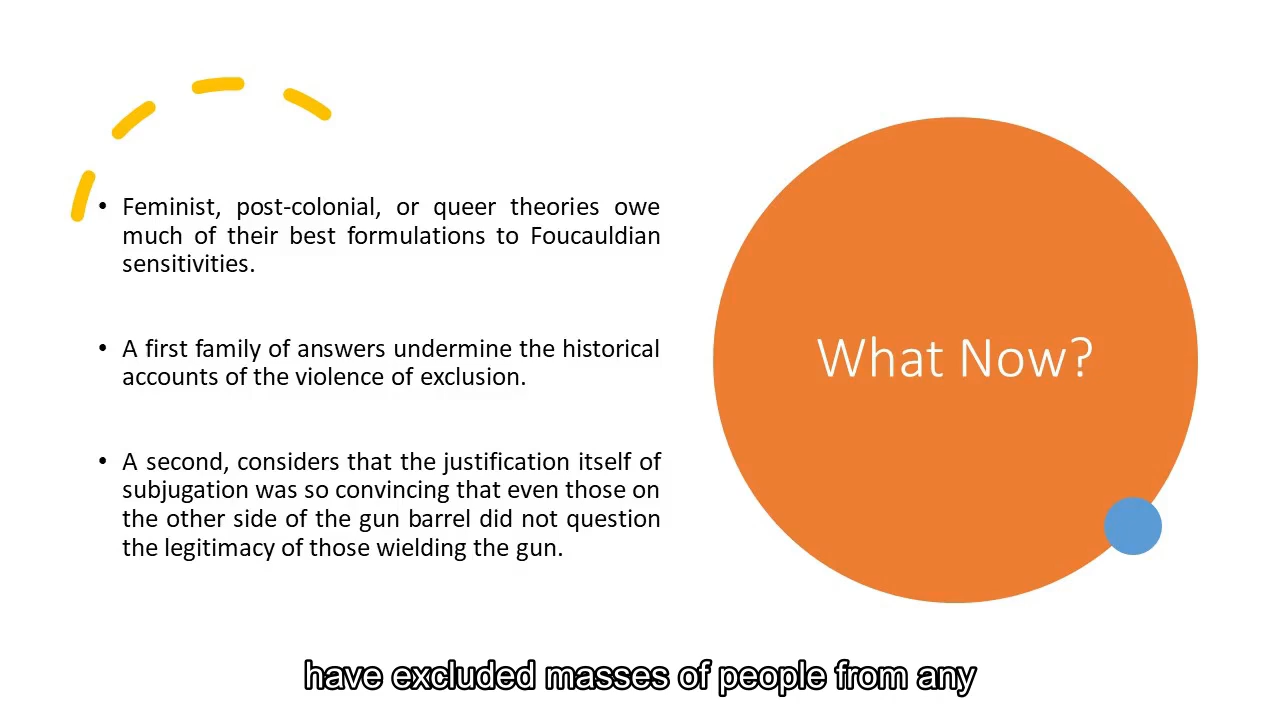 • Feminist, post-colonial, or queer theories owe
much of their best formulations to Foucauldian
sensitivities.
• A first family of answers undermine the historical
accounts of the violence of exclusion.
• A second, considers that the justification itself of
subjugation was so convincing that even those on
the other side of the gun barrel did not question
the legitimacy of those wielding the gun.
What Now?
have excluded masses of people from any